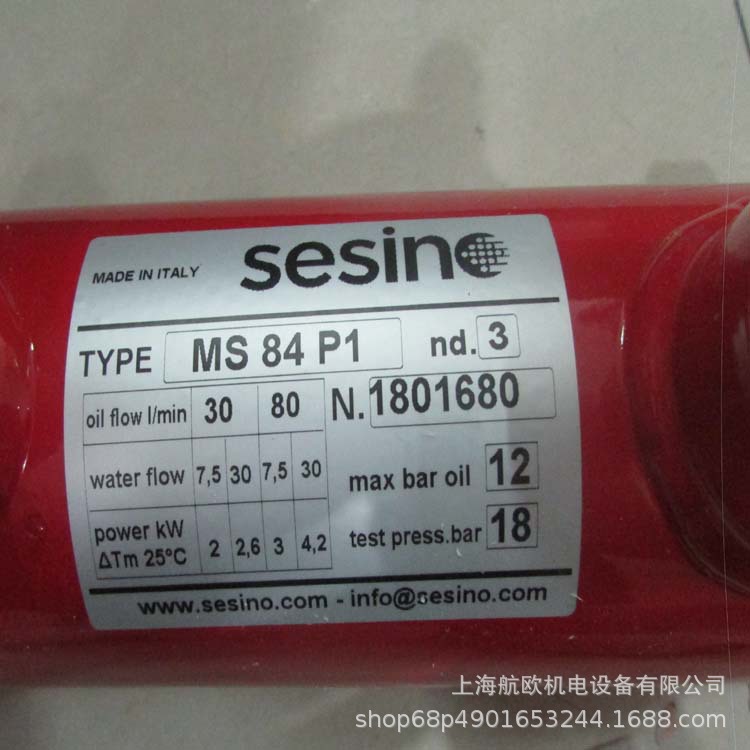 MADE IN ITALY sesino
TYPE MS 84 P1 nd. 3
oil flow l/min 30 80 N. 1801680
water flow 7,5 30 7,5 30 max bar oil 12
power kW
ΔTm 25°C 2 2,6 3 4,2 test press.bar 18
www.sesino.com - info@sesino.com
上海航欧机电设备有限公司
shop68p4901653244.1688.com